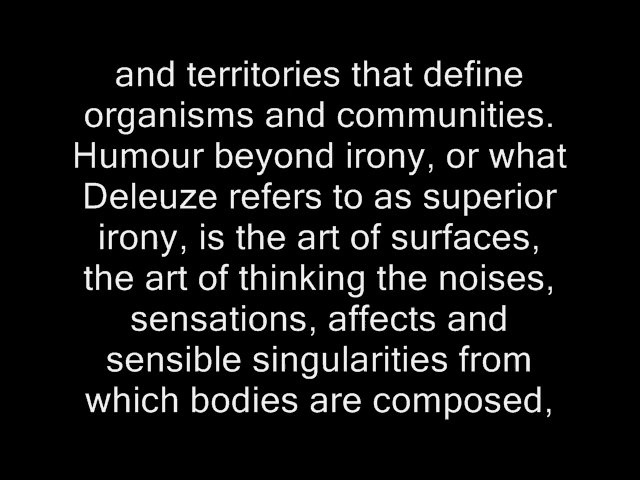 and territories that define
organisms and communities.
Humour beyond irony, or what
Deleuze refers to as superior
irony, is the art of surfaces,
the art of thinking the noises,
sensations, affects and
sensible singularities from
which bodies are composed,